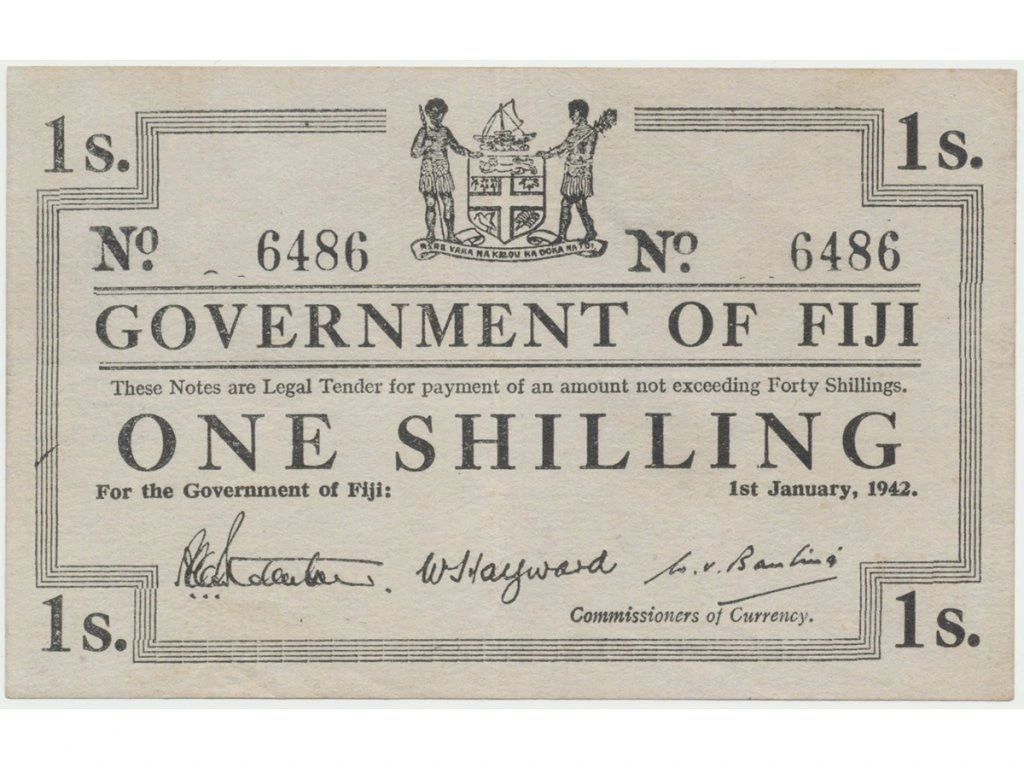 1s. 1s.
RERE VAKA NA KALOU KA DOKA NA TUI
No. 6486 No. 6486
GOVERNMENT OF FIJI
These Notes are Legal Tender for payment of an amount not exceeding Forty Shillings.
ONE SHILLING
For the Government of Fiji: 1st January, 1942.
WSHayward
Commissioners of Currency.
1s. 1s.